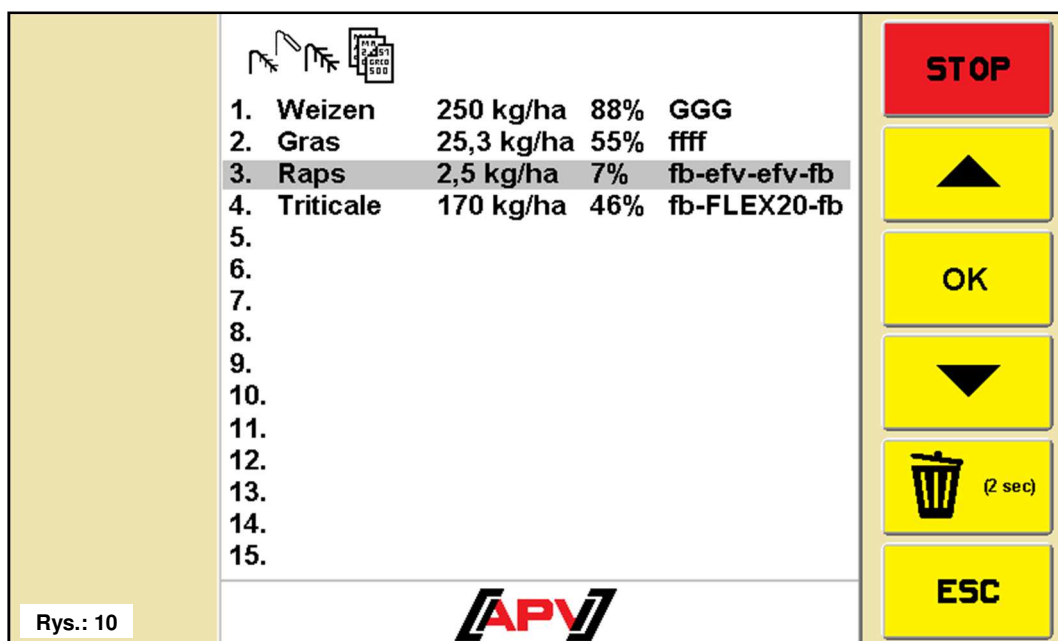 STOP
1. Weizen 250 kg/ha 88% GGG
2. Gras 25,3 kg/ha 55% ffff
3. Raps 2,5 kg/ha 7% fb-efv-efv-fb
4. Triticale 170 kg/ha 46% fb-FLEX20-fb
5.
6.
7.
8.
9.
10.
11.
12.
13.
14.
15.
OK
(2 sec)
ESC
APV
Rys.: 10